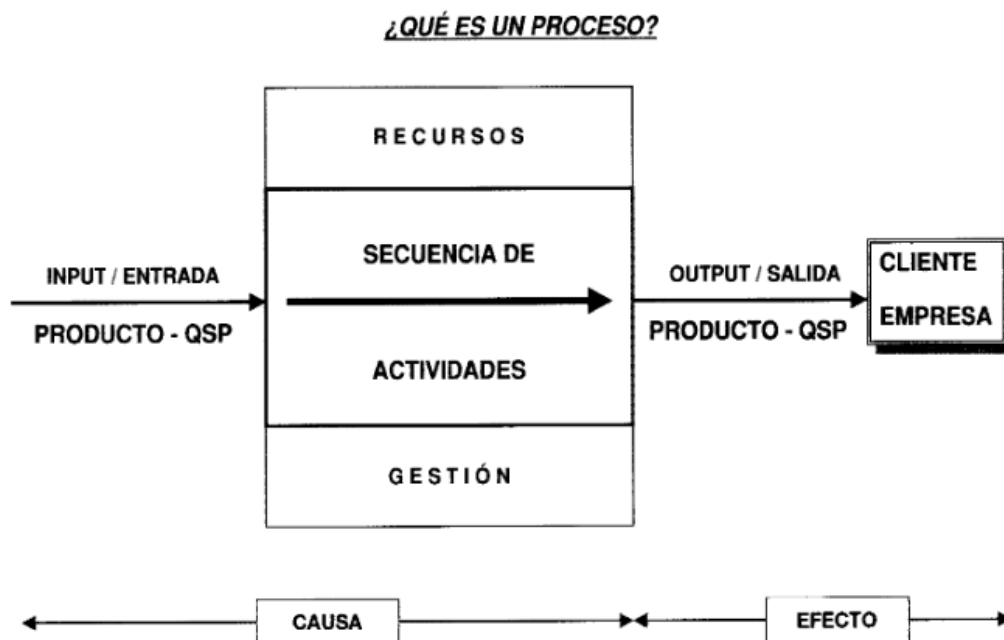 ¿QUÉ ES UN PROCESO?
RECURSOS
SECUENCIA DE
ACTIVIDADES
GESTIÓN
INPUT / ENTRADA
PRODUCTO - QSP
OUTPUT / SALIDA
PRODUCTO - QSP
CLIENTE
EMPRESA
CAUSA
EFECTO